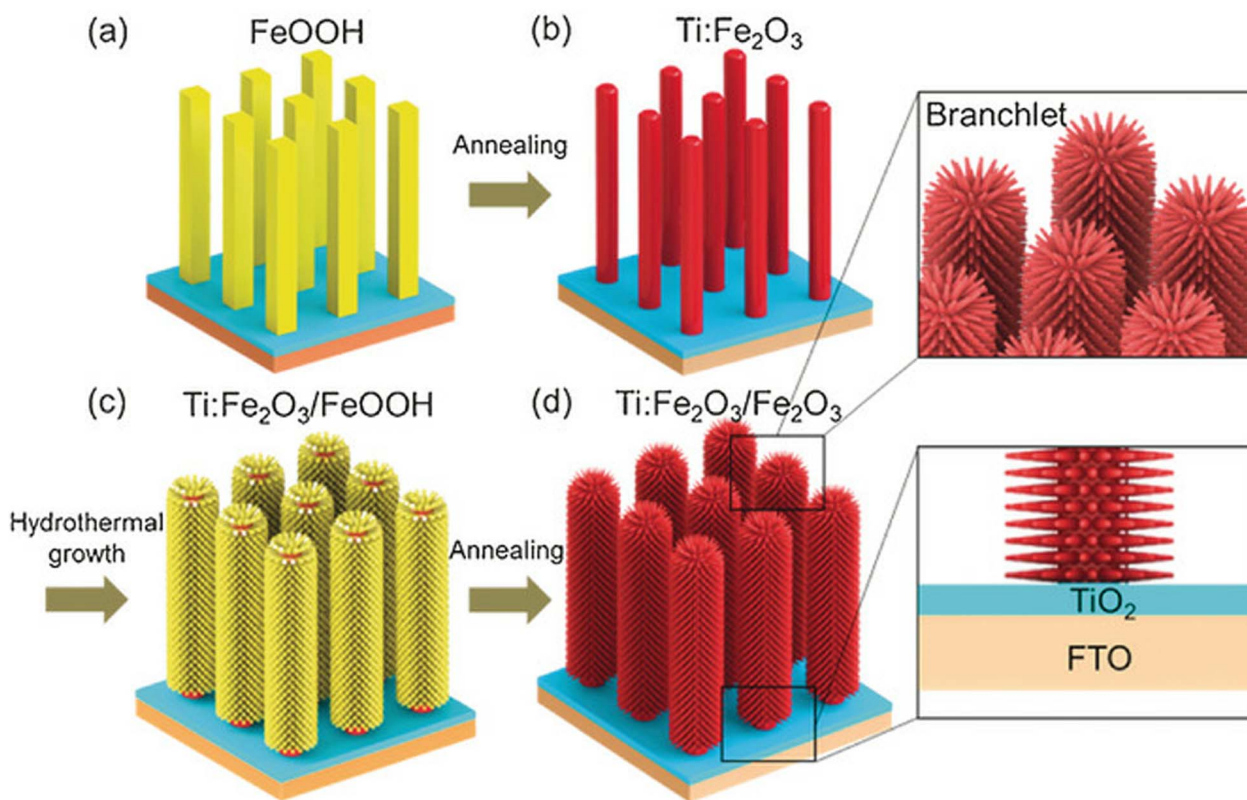 (a) FeOOH
(b) Ti:Fe₂O₃
Annealing
Branchlet
(c) Ti:Fe₂O₃/FeOOH
(d) Ti:Fe₂O₃/Fe₂O₃
Hydrothermal
growth
Annealing
TiO₂
FTO